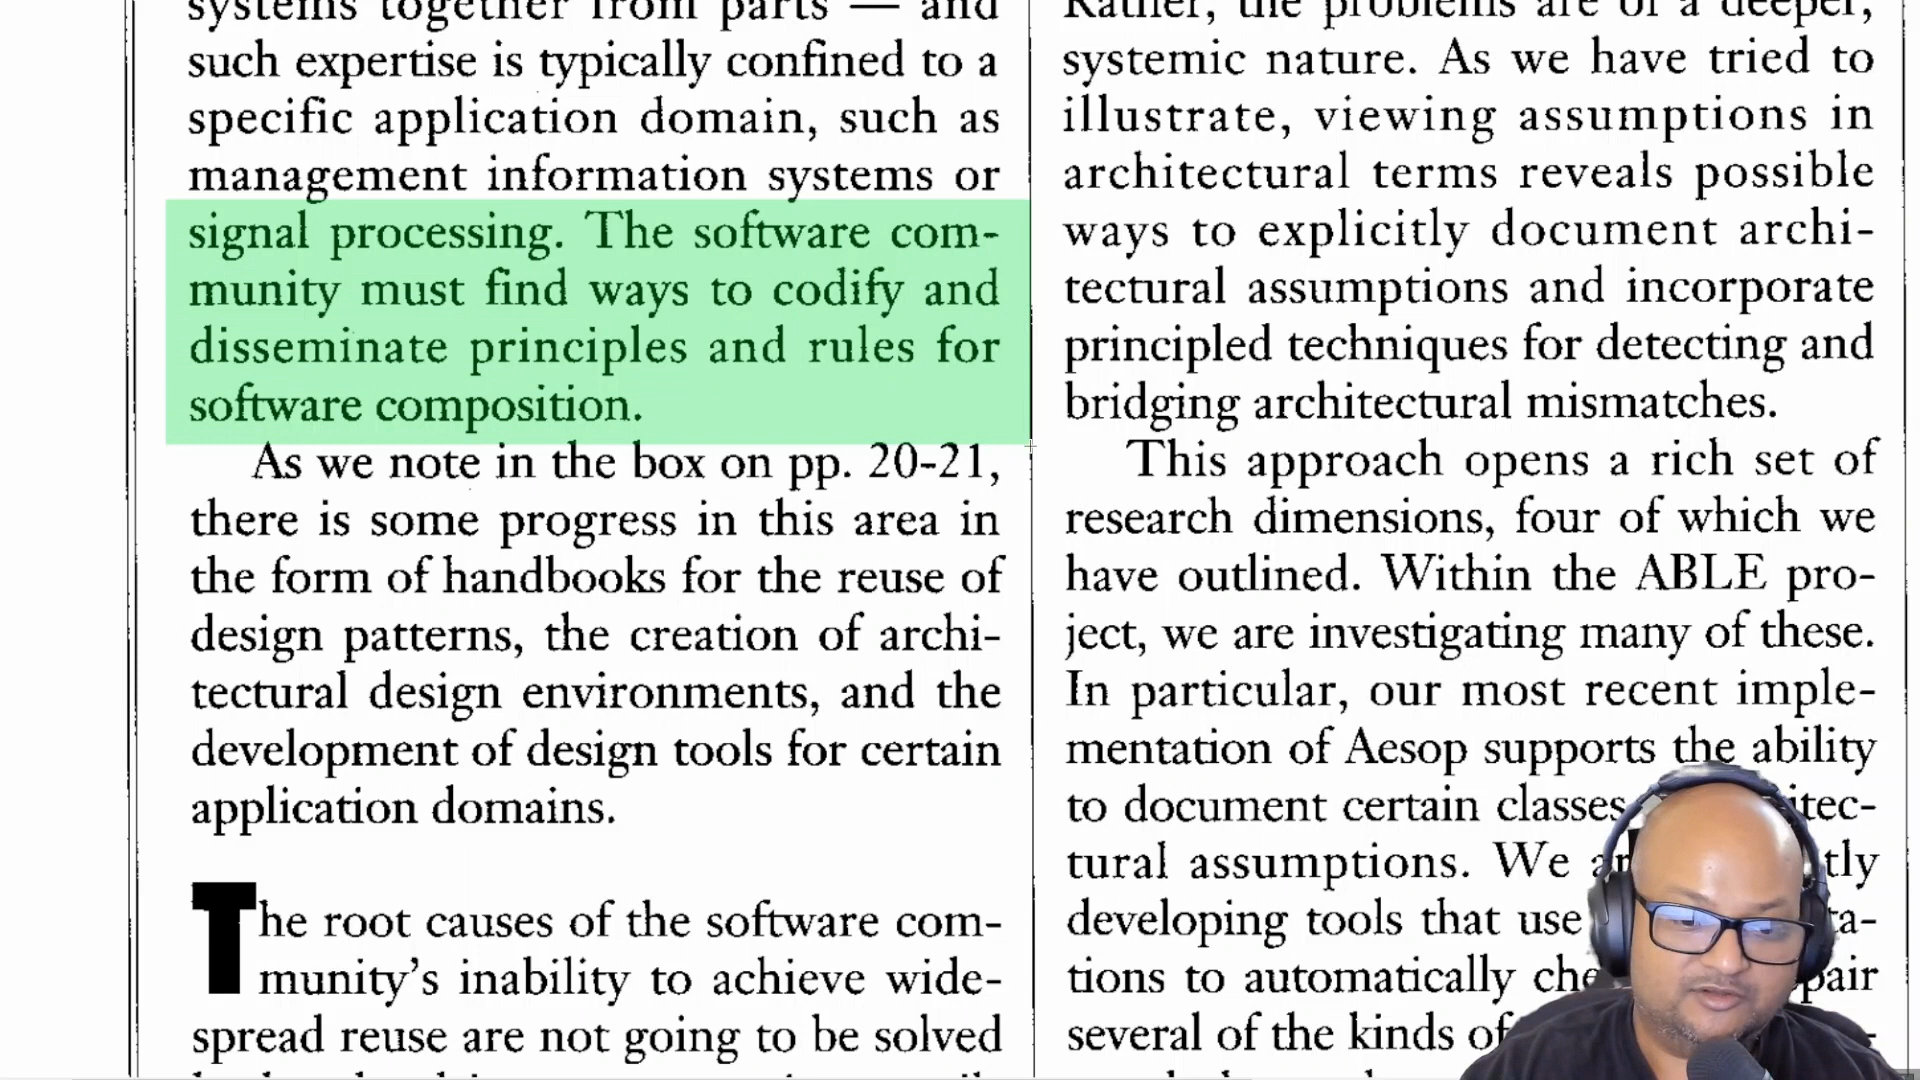 systems together from parts — and
such expertise is typically confined to a
specific application domain, such as
management information systems or
signal processing. The software com-
munity must find ways to codify and
disseminate principles and rules for
software composition.
As we note in the box on pp. 20-21,
there is some progress in this area in
the form of handbooks for the reuse of
design patterns, the creation of archi-
tectural design environments, and the
development of design tools for certain
application domains.
The root causes of the software com-
munity's inability to achieve wide-
spread reuse are not going to be solved
Rather, the problems are of a deeper,
systemic nature. As we have tried to
illustrate, viewing assumptions in
architectural terms reveals possible
ways to explicitly document archi-
tectural assumptions and incorporate
principled techniques for detecting and
bridging architectural mismatches.
This approach opens a rich set of
research dimensions, four of which we
have outlined. Within the ABLE pro-
ject, we are investigating many of these.
In particular, our most recent imple-
mentation of Aesop supports the ability
to document certain classes itec-
tural assumptions. We tly
developing tools that use ta-
tions to automatically pair
several of the kinds of